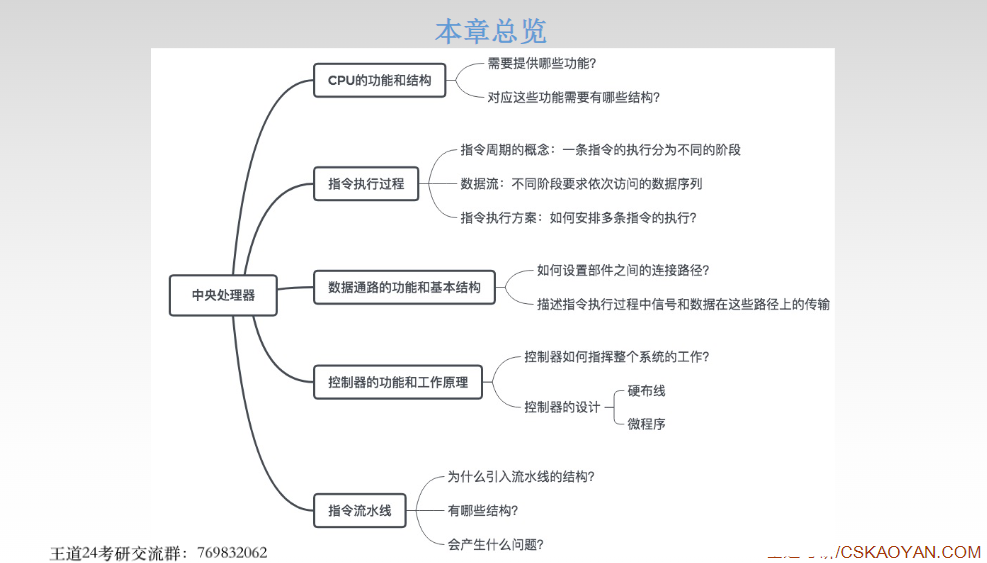 本章总览
CPU的功能和结构
需要提供哪些功能？
对应这些功能需要有哪些结构？
指令执行过程
指令周期的概念：一条指令的执行分为不同的阶段
数据流：不同阶段要求依次访问的数据序列
指令执行方案：如何安排多条指令的执行？
中央处理器
数据通路的功能和基本结构
如何设置部件之间的连接路径？
描述指令执行过程中信号和数据在这些路径上的传输
控制器的功能和工作原理
控制器如何指挥整个系统的工作？
控制器的设计
硬布线
微程序
指令流水线
为什么引入流水线的结构？
有哪些结构？
会产生什么问题？
王道24考研交流群：769832062
/CSKAOYAN.COM